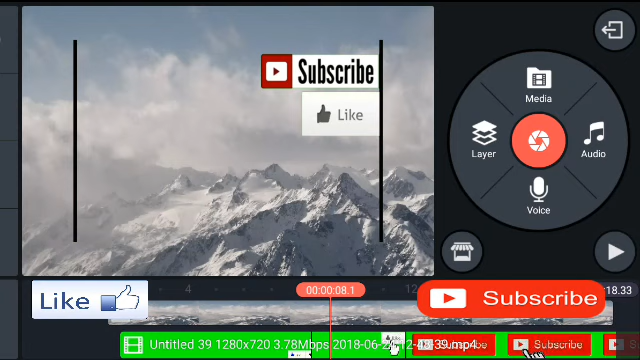 Subscribe
Like
Media
Layer
Audio
Voice
00:00:08.1
4
12
18.33
Like
Subscribe
Untitled 39 1280x720 3.78Mbps 2018-06-2
39.mp4
Subscribe
Subscribe